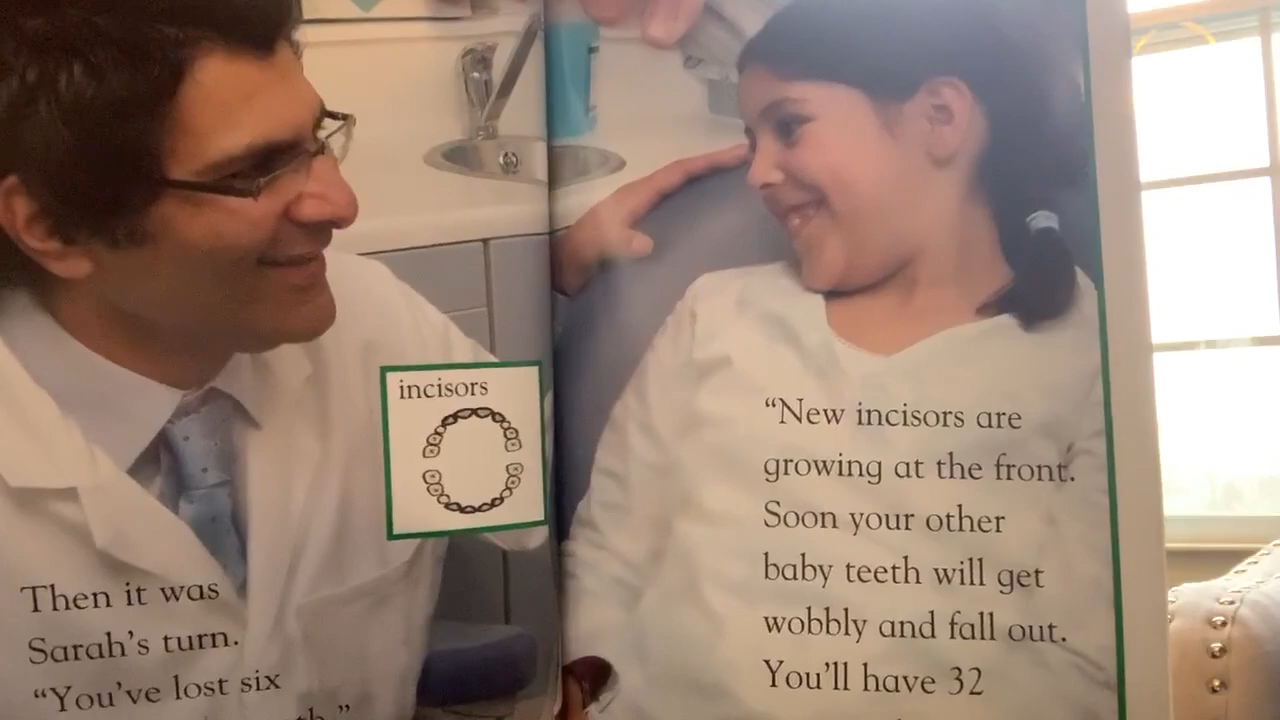 incisors
Then it was
Sarah's turn.
“You've lost six
“New incisors are
growing at the front.
Soon your other
baby teeth will get
wobbly and fall out.
You'll have 32